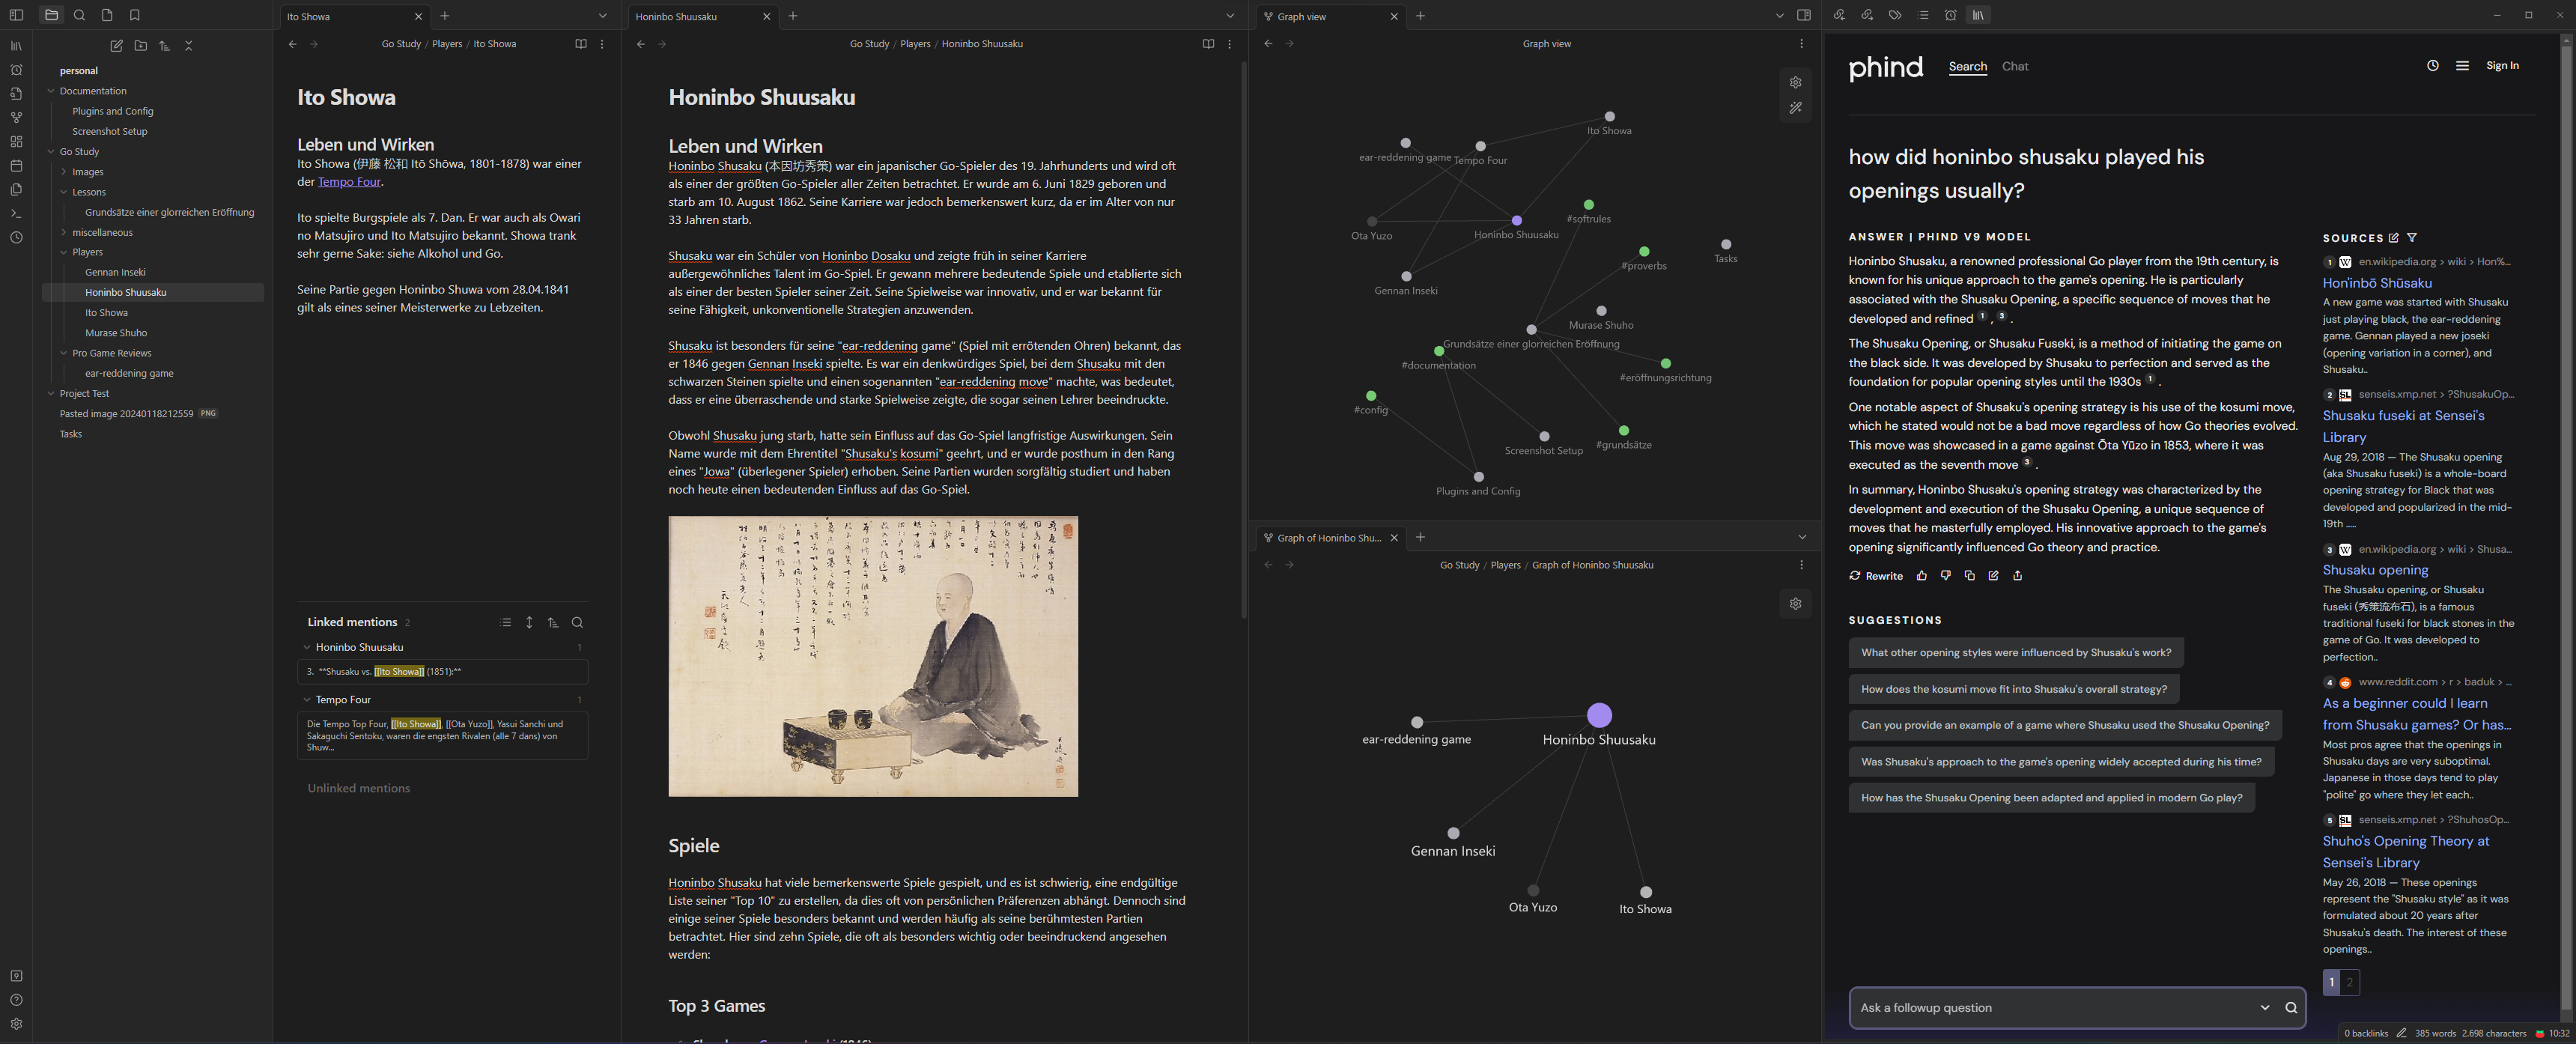 personal
Documentation
Plugins and Config
Screenshot Setup
Go Study
Images
Lessons
Grundsätze einer glorreichen Eröffnung
miscellaneous
Players
Gennan Inseki
Honinbo Shuusaku
Ito Showa
Murase Shuho
Pro Game Reviews
ear-reddening game
Project Test
Pasted image 20240118212559 PNG
Tasks
Ito Showa
Go Study / Players / Ito Showa
Ito Showa
Leben und Wirken
Ito Showa (伊藤 松和 Itō Shōwa, 1801-1878) war einer
der Tempo Four.
Ito spielte Burgspiele als 7. Dan. Er war auch als Owari
no Matsujiro und Ito Matsujiro bekannt. Showa trank
sehr gerne Sake: siehe Alkohol und Go.
Seine Partie gegen Honinbo Shuwa vom 28.04.1841
gilt als eines seiner Meisterwerke zu Lebzeiten.
Linked mentions 2
Honinbo Shuusaku 1
3. **Shusaku vs. [[Ito Showa]] (1851):**
Tempo Four 1
Die Tempo Top Four, [[Ito Showa]], [[Ota Yuzo]], Yasui Sanchi und
Sakaguchi Sentoku, waren die engsten Rivalen (alle 7 dans) von
Shuw...
Unlinked mentions
Honinbo Shuusaku
Go Study / Players / Honinbo Shuusaku
Honinbo Shuusaku
Leben und Wirken
Honinbo Shusaku (本因坊秀策) war ein japanischer Go-Spieler des 19. Jahrhunderts und wird oft
als einer der größten Go-Spieler aller Zeiten betrachtet. Er wurde am 6. Juni 1829 geboren und
starb am 10. August 1862. Seine Karriere war jedoch bemerkenswert kurz, da er im Alter von nur
33 Jahren starb.
Shusaku war ein Schüler von Honinbo Dosaku und zeigte früh in seiner Karriere
außergewöhnliches Talent im Go-Spiel. Er gewann mehrere bedeutende Spiele und etablierte sich
als einer der besten Spieler seiner Zeit. Seine Spielweise war innovativ, und er war bekannt für
seine Fähigkeit, unkonventionelle Strategien anzuwenden.
Shusaku ist besonders für seine "ear-reddening game" (Spiel mit errötenden Ohren) bekannt, das
er 1846 gegen Gennan Inseki spielte. Es war ein denkwürdiges Spiel, bei dem Shusaku mit den
schwarzen Steinen spielte und einen sogenannten "ear-reddening move" machte, was bedeutet,
dass er eine überraschende und starke Spielweise zeigte, die sogar seinen Lehrer beeindruckte.
Obwohl Shusaku jung starb, hatte sein Einfluss auf das Go-Spiel langfristige Auswirkungen. Sein
Name wurde mit dem Ehrentitel "Shusaku's kosumi" geehrt, und er wurde posthum in den Rang
eines "Jowa" (überlegener Spieler) erhoben. Seine Partien wurden sorgfältig studiert und haben
noch heute einen bedeutenden Einfluss auf das Go-Spiel.
Spiele
Honinbo Shusaku hat viele bemerkenswerte Spiele gespielt, und es ist schwierig, eine endgültige
Liste seiner "Top 10" zu erstellen, da dies oft von persönlichen Präferenzen abhängt. Dennoch sind
einige seiner Spiele besonders bekannt und werden häufig als seine berühmtesten Partien
betrachtet. Hier sind zehn Spiele, die oft als besonders wichtig oder beeindruckend angesehen
werden:
Top 3 Games
Graph view
Graph view
Ito Showa
ear-reddening game
Tempo Four
#softrules
Ota Yuzo
Honinbo Shuusaku
Tasks
#proverbs
Gennan Inseki
Murase Shuho
Grundsätze einer glorreichen Eröffnung
#documentation
#eröffnungsrichtung
#config
#grundsätze
Screenshot Setup
Plugins and Config
Graph of Honinbo Shu...
Go Study / Players / Graph of Honinbo Shuusaku
ear-reddening game
Honinbo Shuusaku
Gennan Inseki
Ota Yuzo
Ito Showa
phind
Search
Chat
Sign In
how did honinbo shusaku played his
openings usually?
ANSWER | PHIND V9 MODEL
Honinbo Shusaku, a renowned professional Go player from the 19th century, is
known for his unique approach to the game's opening. He is particularly
associated with the Shusaku Opening, a specific sequence of moves that he
developed and refined 1 , 3 .
The Shusaku Opening, or Shusaku Fuseki, is a method of initiating the game on
the black side. It was developed by Shusaku to perfection and served as the
foundation for popular opening styles until the 1930s 1 .
One notable aspect of Shusaku's opening strategy is his use of the kosumi move,
which he stated would not be a bad move regardless of how Go theories evolved.
This move was showcased in a game against Ōta Yūzo in 1853, where it was
executed as the seventh move 3 .
In summary, Honinbo Shusaku's opening strategy was characterized by the
development and execution of the Shusaku Opening, a unique sequence of
moves that he masterfully employed. His innovative approach to the game's
opening significantly influenced Go theory and practice.
Rewrite
SUGGESTIONS
What other opening styles were influenced by Shusaku's work?
How does the kosumi move fit into Shusaku's overall strategy?
Can you provide an example of a game where Shusaku used the Shusaku Opening?
Was Shusaku's approach to the game's opening widely accepted during his time?
How has the Shusaku Opening been adapted and applied in modern Go play?
Ask a followup question
SOURCES
1 W en.wikipedia.org > wiki > Hon%...
Hon'inbō Shūsaku
A new game was started with Shusaku
just playing black, the ear-reddening
game. Gennan played a new joseki
(opening variation in a corner), and
Shusaku..
2 SL senseis.xmp.net > ?ShusakuOp...
Shusaku fuseki at Sensei's
Library
Aug 29, 2018 — The Shusaku opening
(aka Shusaku fuseki) is a whole-board
opening strategy for Black that was
developed and popularized in the mid-
19th .....
3 W en.wikipedia.org > wiki > Shusa...
Shusaku opening
The Shusaku opening, or Shusaku
fuseki (秀策流布石), is a famous
traditional fuseki for black stones in the
game of Go. It was developed to
perfection..
4 www.reddit.com > r > baduk > ...
As a beginner could I learn
from Shusaku games? Or has...
Most pros agree that the openings in
Shusaku days are very suboptimal.
Japanese in those days tend to play
"polite" go where they let each..
5 SL senseis.xmp.net > ?ShuhosOp...
Shuho's Opening Theory at
Sensei's Library
May 26, 2018 — These openings
represent the "Shusaku style" as it was
formulated about 20 years after
Shusaku's death. The interest of these
openings..
1 2
0 backlinks 385 words 2.698 characters 10:32